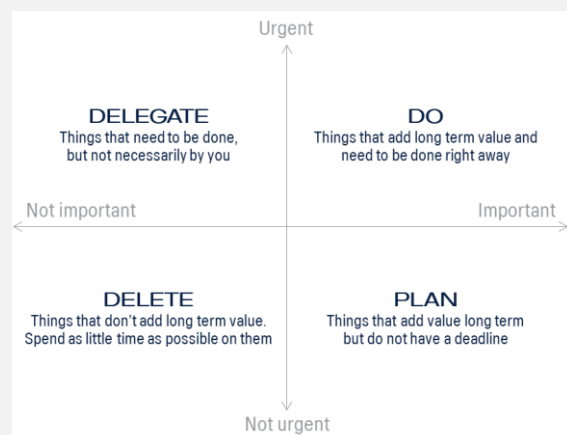 Urgent
DELEGATE
Things that need to be done,
but not necessarily by you
DO
Things that add long term value and
need to be done right away
Not important
Important
DELETE
Things that don't add long term value.
Spend as little time as possible on them
PLAN
Things that add value long term
but do not have a deadline
Not urgent